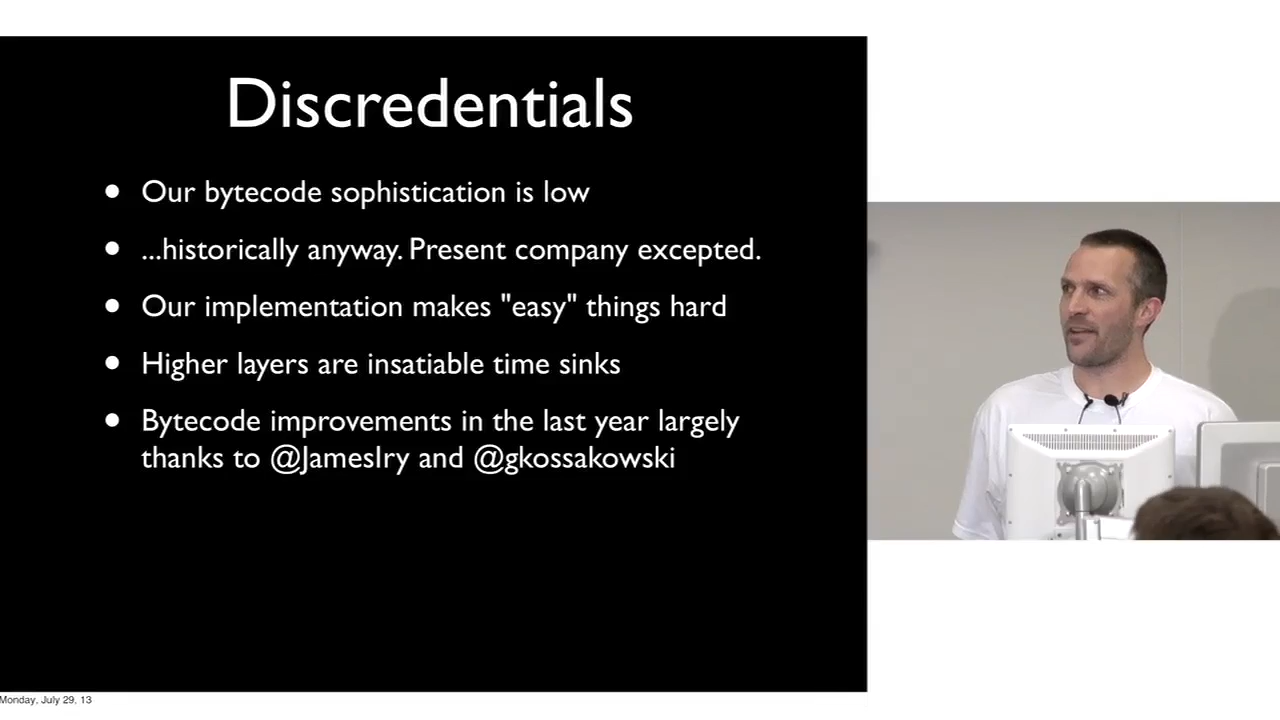 Discredentials
• Our bytecode sophistication is low
• ...historically anyway. Present company excepted.
• Our implementation makes "easy" things hard
• Higher layers are insatiable time sinks
• Bytecode improvements in the last year largely
thanks to @JamesIry and @gkossakowski
Monday, July 29, 13